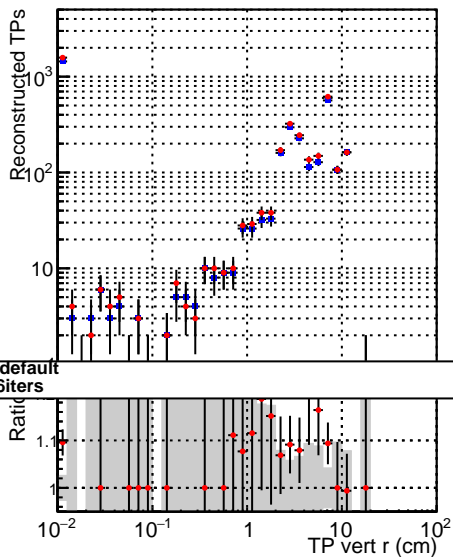 Reconstructed TPs
10³
10²
10
default
6iters
Ratio
1.1
1
10⁻² 10⁻¹ 1 10 10²
TP vert r (cm)